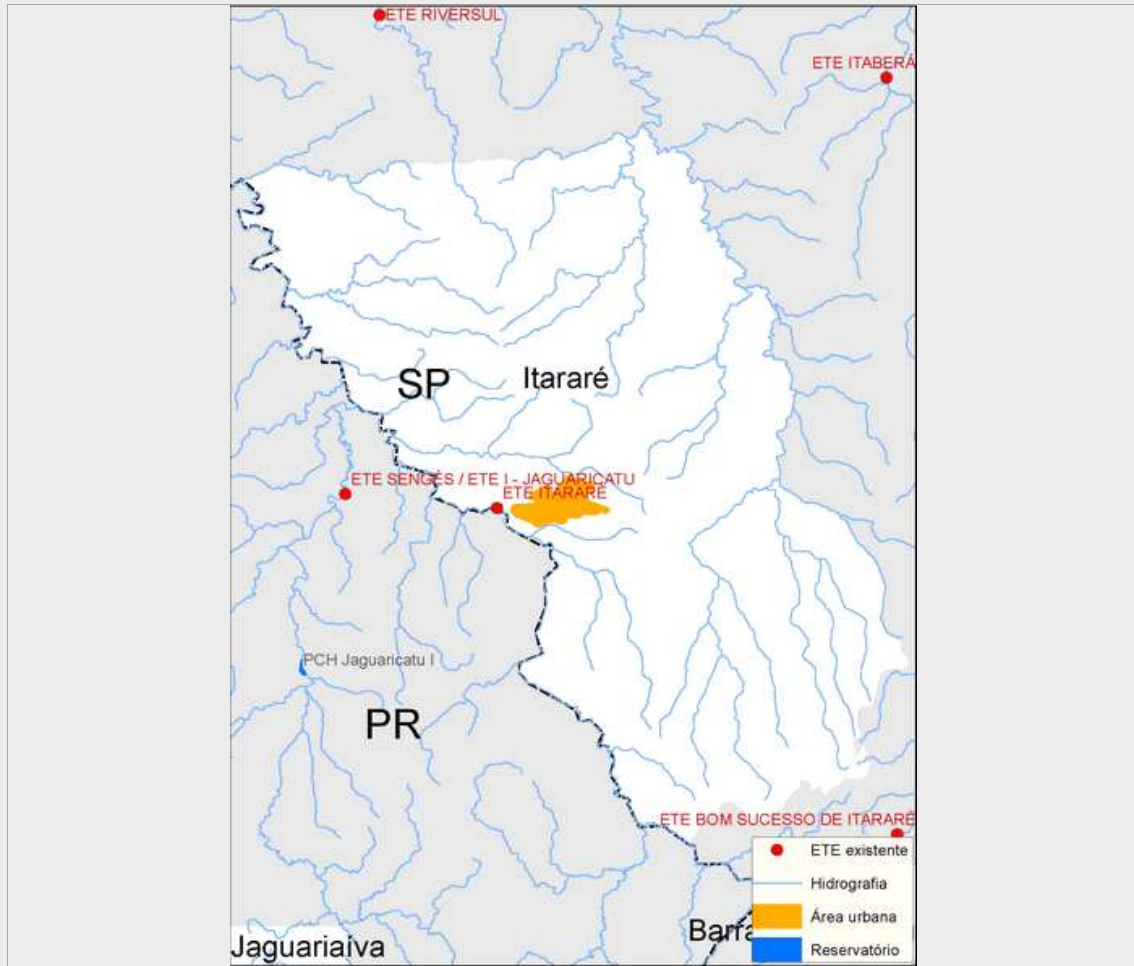 ETE RIVERSUL
ETE ITABERÁ
SP
Itararé
ETE SENGÉS / ETE I - JAGUARICATU
ETE ITARARÉ
PCH Jaguaricatu I
PR
ETE BOM SUCESSO DE ITARARÉ
ETE existente
Hidrografia
Área urbana
Reservatório
Barra
Jaguariaíva